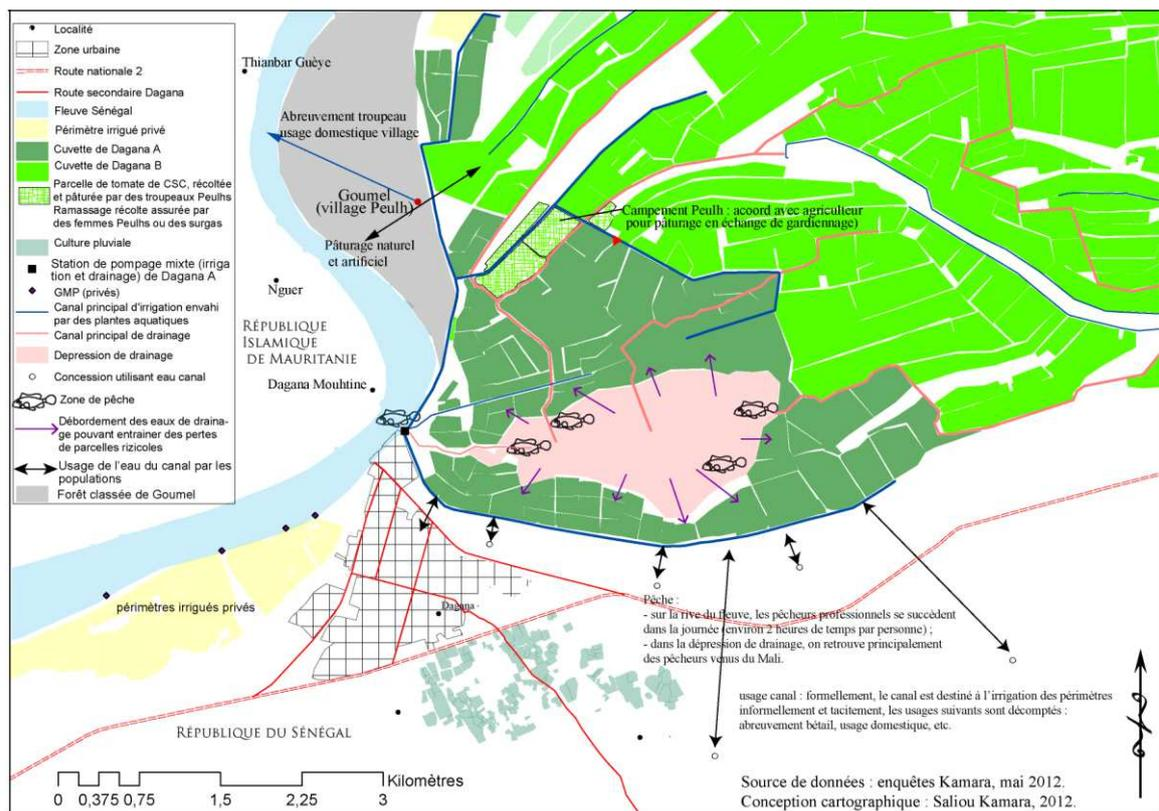 Localité
Zone urbaine
Route nationale 2
Route secondaire Dagana
Fleuve Sénégal
Périmètre irrigué privé
Cuvette de Dagana A
Cuvette de Dagana B
Parcelle de tomate de CSC, récoltée
et pâturée par des troupeaux Peulhs
Ramassage récolte assurée par
des femmes Peulhs ou des surgas
Culture pluviale
Station de pompage mixte (irriga
tion et drainage) de Dagana A
GMP (privés)
Canal principal d'irrigation envahi
par des plantes aquatiques
Canal principal de drainage
Depression de drainage
Concession utilisant eau canal
Zone de pêche
Débordement des eaux de draina-
ge pouvant entrainer des pertes
de parcelles rizicoles
Usage de l'eau du canal par les
populations
Forêt classée de Goumel
Thianbar Guèye
Abreuvement troupeau
usage domestique village
Goumel
(village Peulh)
Pâturage naturel
et artificiel
Campement Peulh : acoord avec agriculteur
pour pâturage en échange de gardiennage)
Nguer
RÉPUBLIQUE
ISLAMIQUE
DE MAURITANIE
Dagana Mouhtine
périmètres irrigués privés
Dagana
Pêche :
- sur la rive du fleuve, les pêcheurs professionnels se succèdent
dans la journée (environ 2 heures de temps par personne) ;
- dans la dépression de drainage, on retrouve principalement
des pêcheurs venus du Mali.
usage canal : formellement, le canal est destiné à l'irrigation des périmètres
informellement et tacitement, les usages suivants sont décomptés :
abreuvement bétail, usage domestique, etc.
RÉPUBLIQUE DU SÉNÉGAL
Kilomètres
0 0,375 0,75 1,5 2,25 3
Source de données : enquêtes Kamara, mai 2012.
Conception cartographique : Saliou Kamara, 2012.